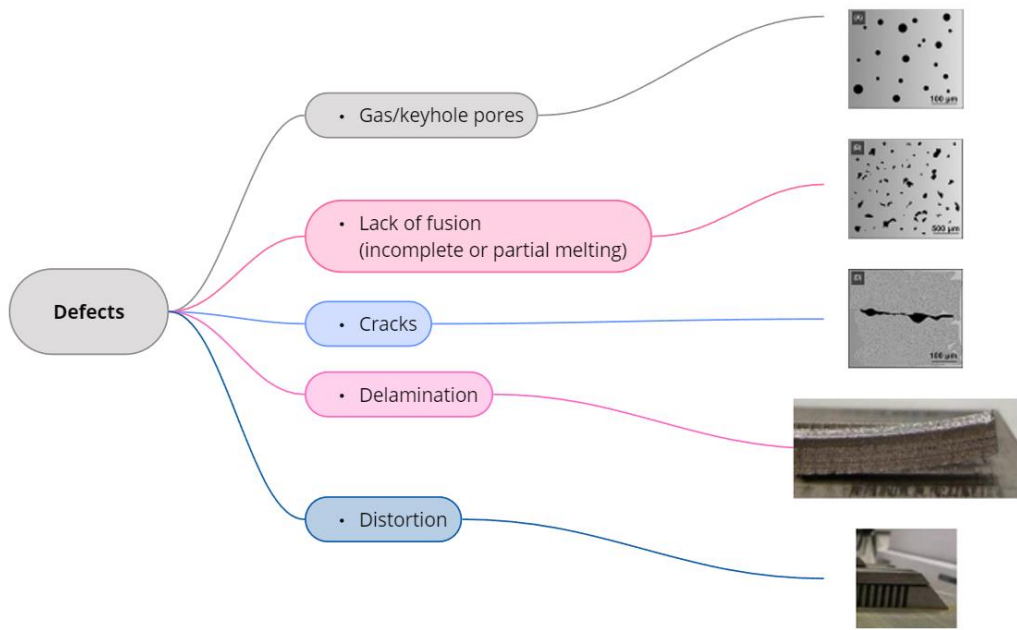 Defects
• Gas/keyhole pores
• Lack of fusion
(incomplete or partial melting)
• Cracks
• Delamination
• Distortion
100 µm
500 µm
100 µm